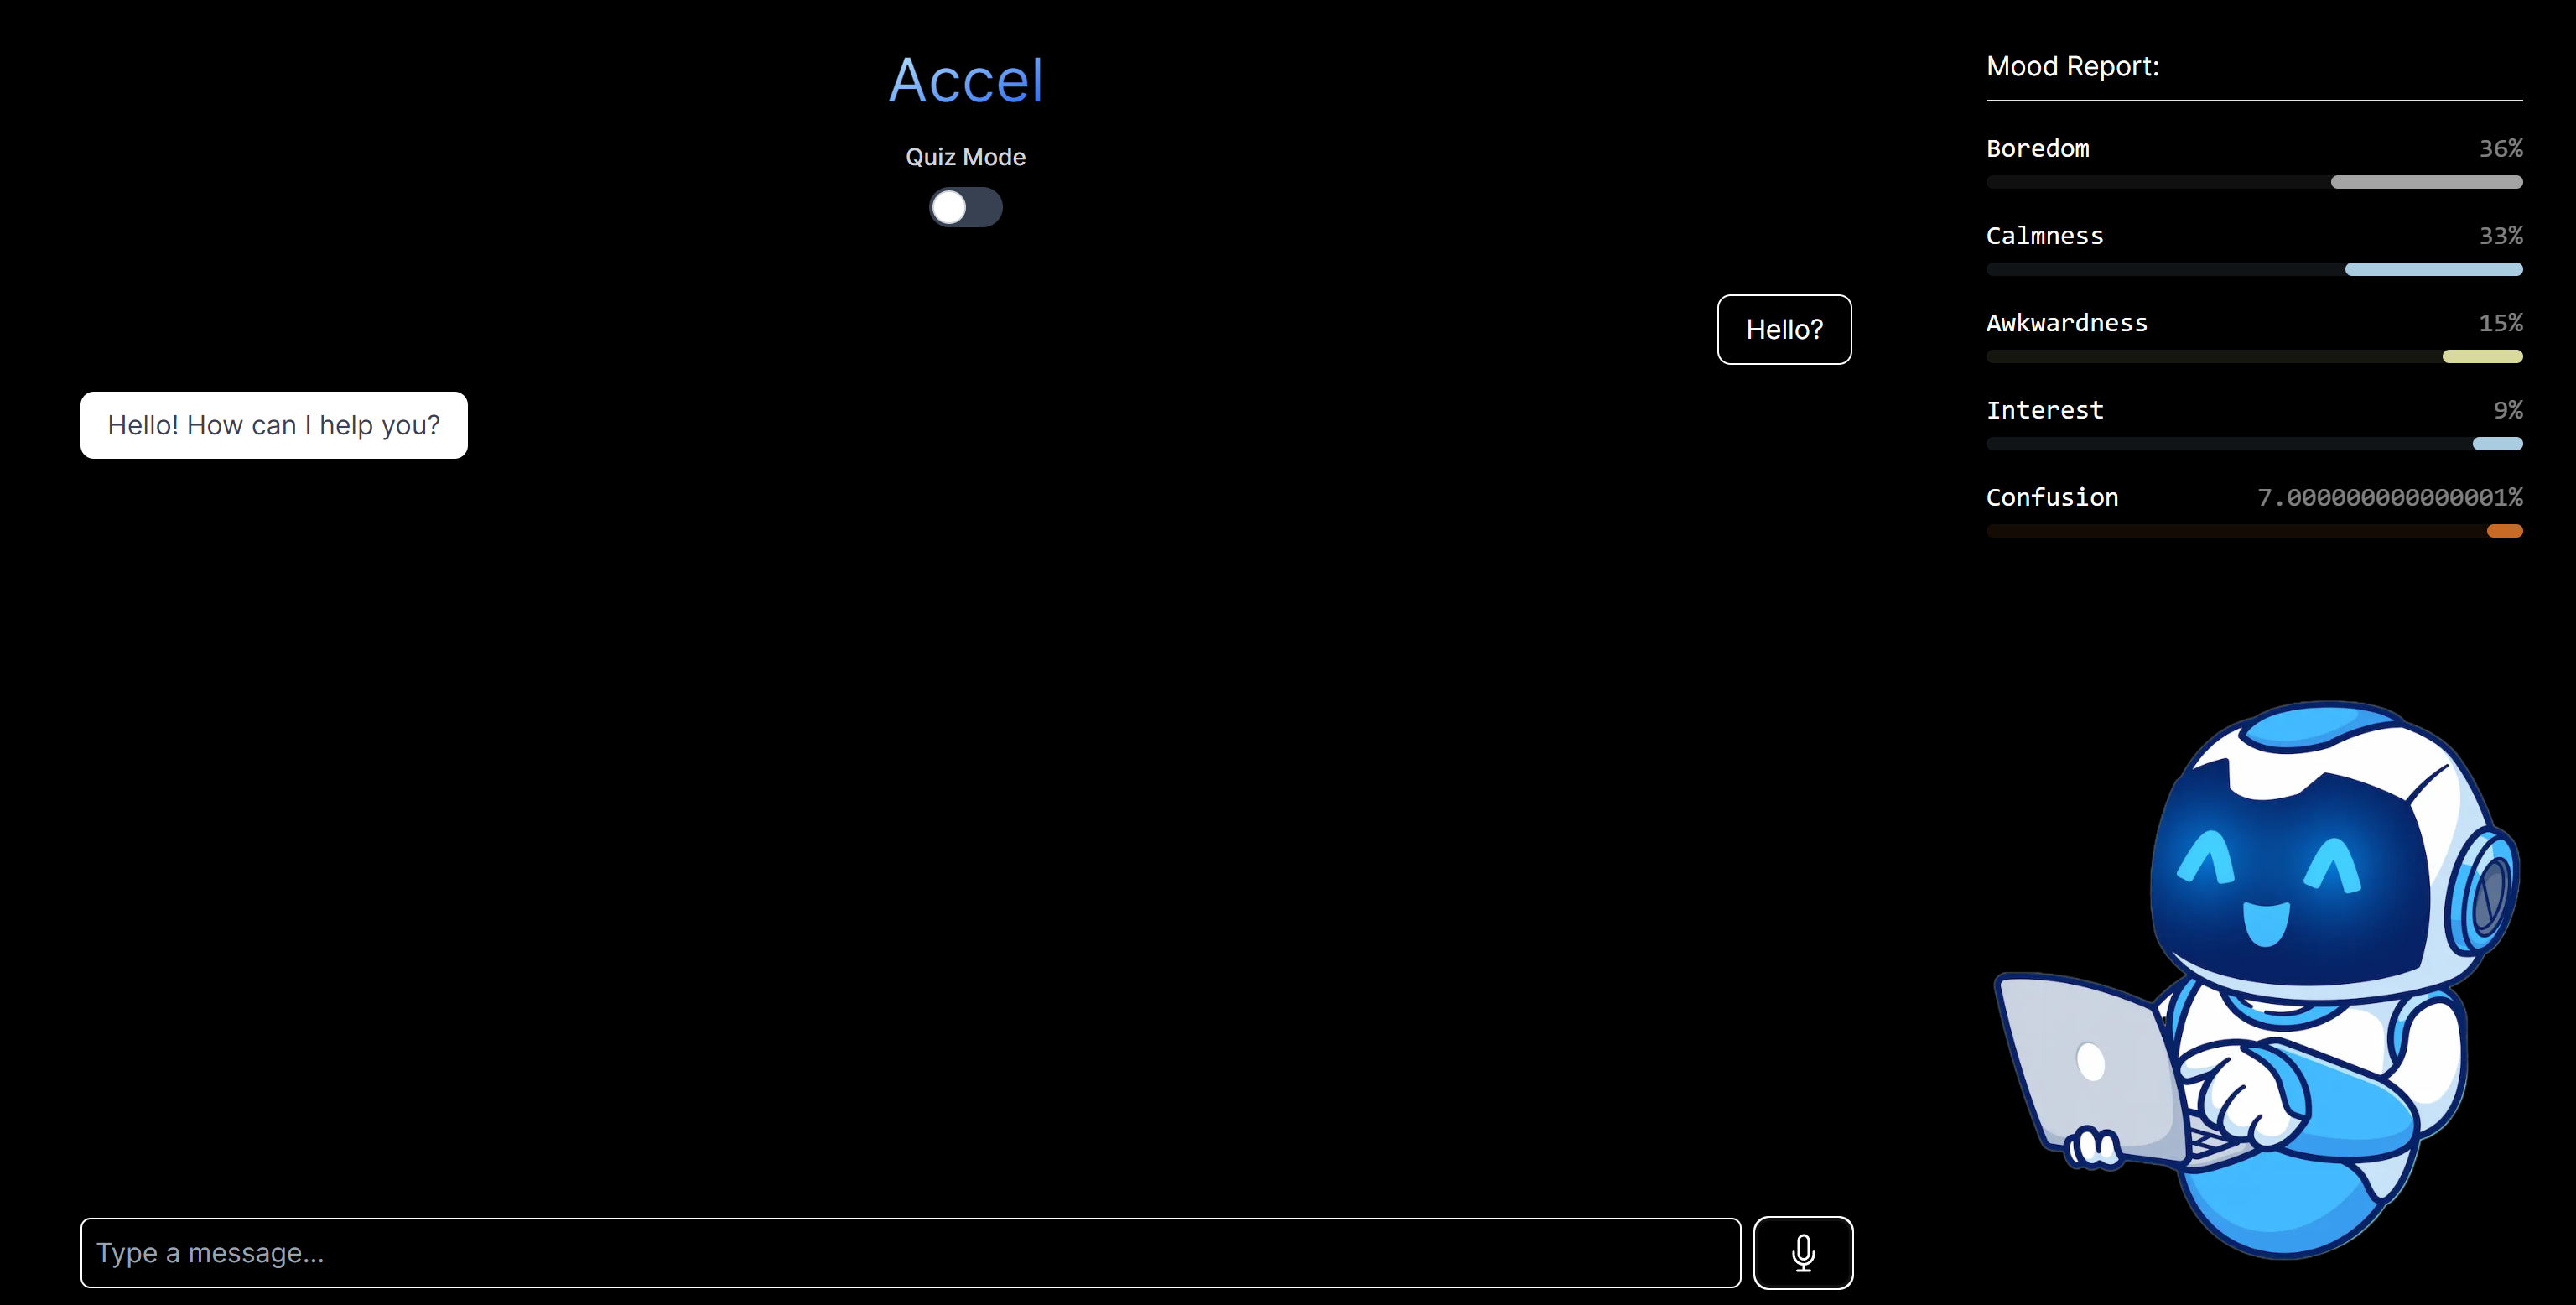 Accel
Quiz Mode
Hello?
Hello! How can I help you?
Type a message...
Mood Report:
Boredom 36%
Calmness 33%
Awkwardness 15%
Interest 9%
Confusion 7.000000000000001%